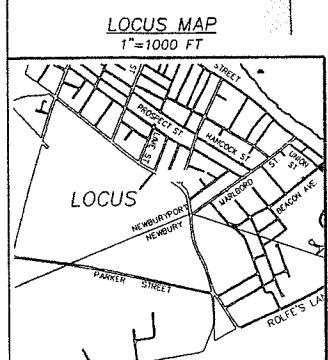 LOCUS MAP
1"=1000 FT
STREET
ST
PROSPECT ST
HANCOCK ST
ST
UNION ST
MARLBORO
BEACON AVE.
LOCUS
NEWBURYPORT
NEWBURY
PARKER STREET
ROLFE'S LA